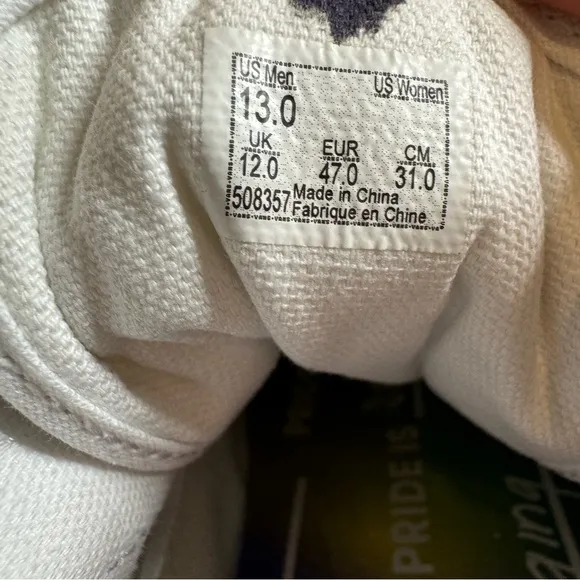 US Men US Women
13.0
UK EUR CM
12.0 47.0 31.0
508357 Made in China
Fabrique en Chine
PRIDE IS